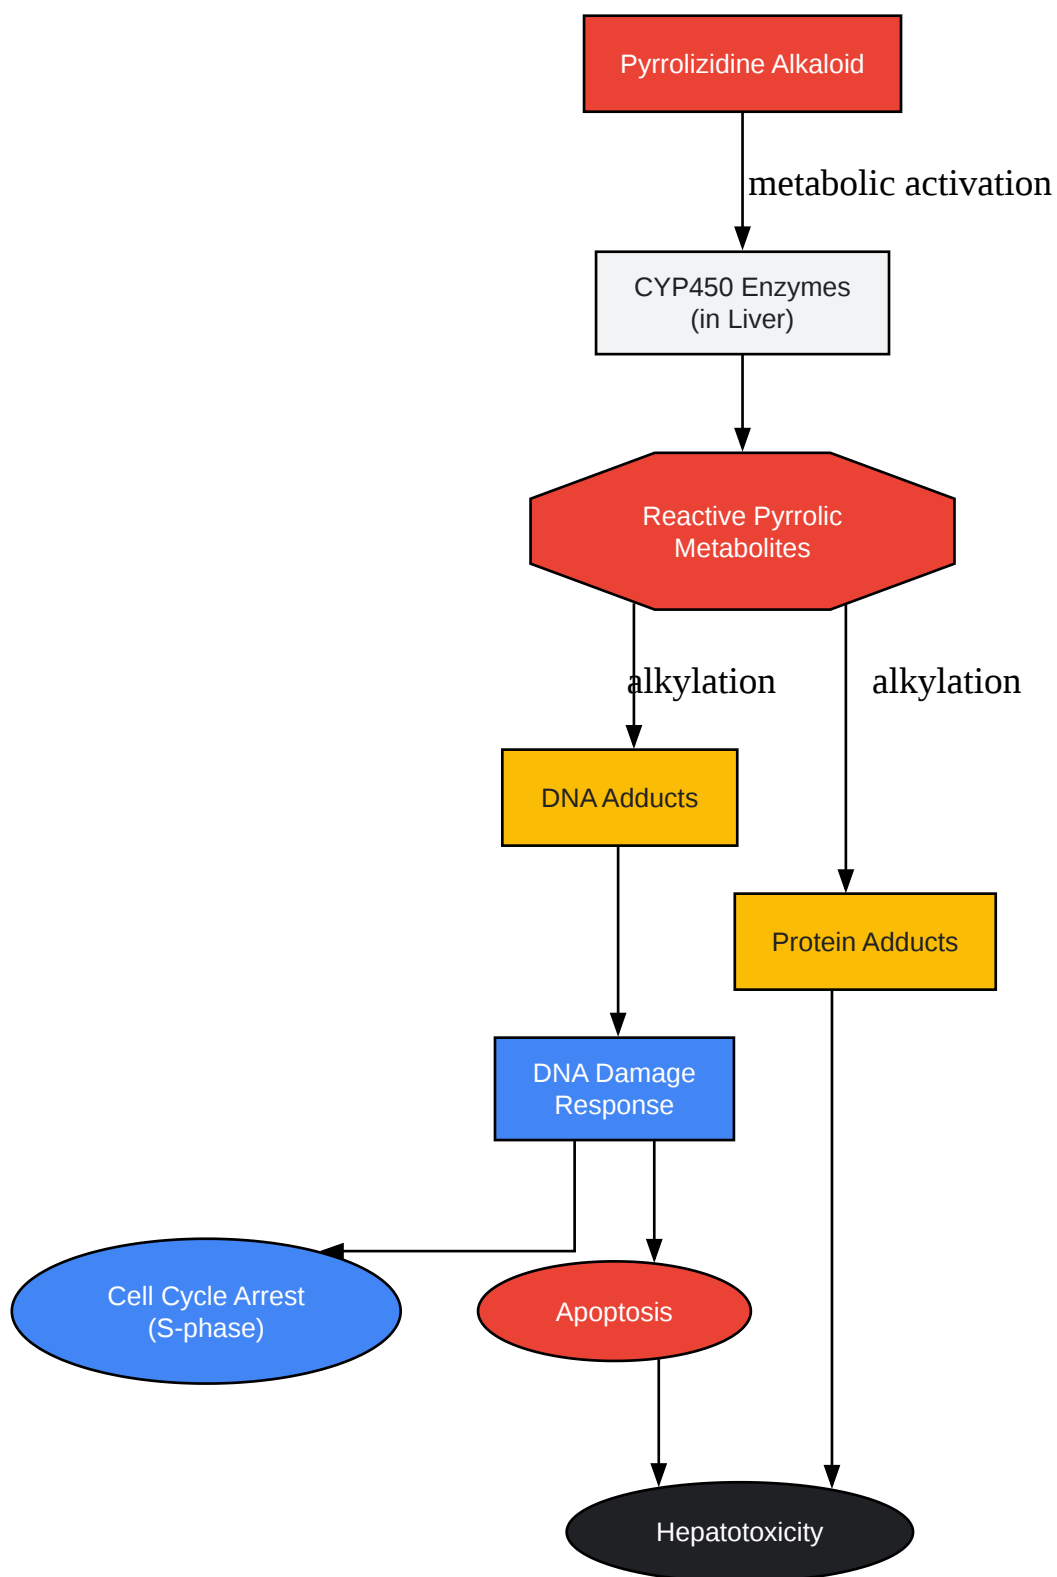 Pyrrolizidine Alkaloid
metabolic activation
CYP450 Enzymes
(in Liver)
Reactive Pyrrolic
Metabolites
alkylation
alkylation
DNA Adducts
Protein Adducts
DNA Damage
Response
Cell Cycle Arrest
(S-phase)
Apoptosis
Hepatotoxicity